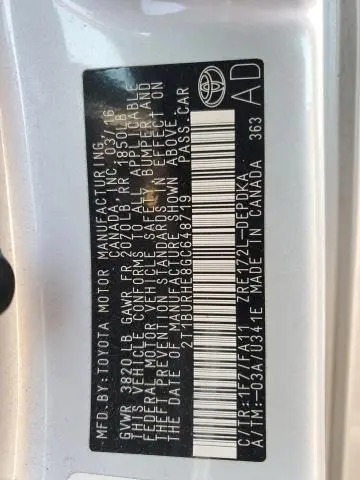 MFD.BY:TOYOTA MOTOR MANUFACTURING
CANADA, INC. 03/16
GVWR 3820 LB GAWR FR 2270LB RR 1850LB
THIS VEHICLE CONFORMS TO ALL APPLICABLE
FEDERAL MOTOR VEHICLE SAFETY, BUMPER, AND
THEFT PREVENTION STANDARDS IN EFFECT ON
THE DATE OF MANUFACTURE SHOWN ABOVE.
2T1BURHE8GC648719 PASS.CAR
C/TR:1F7/FA11 ZRE172L-DEPDKA
A/TM:-03A/U341E MADE IN CANADA 363
AD
TOYOTA